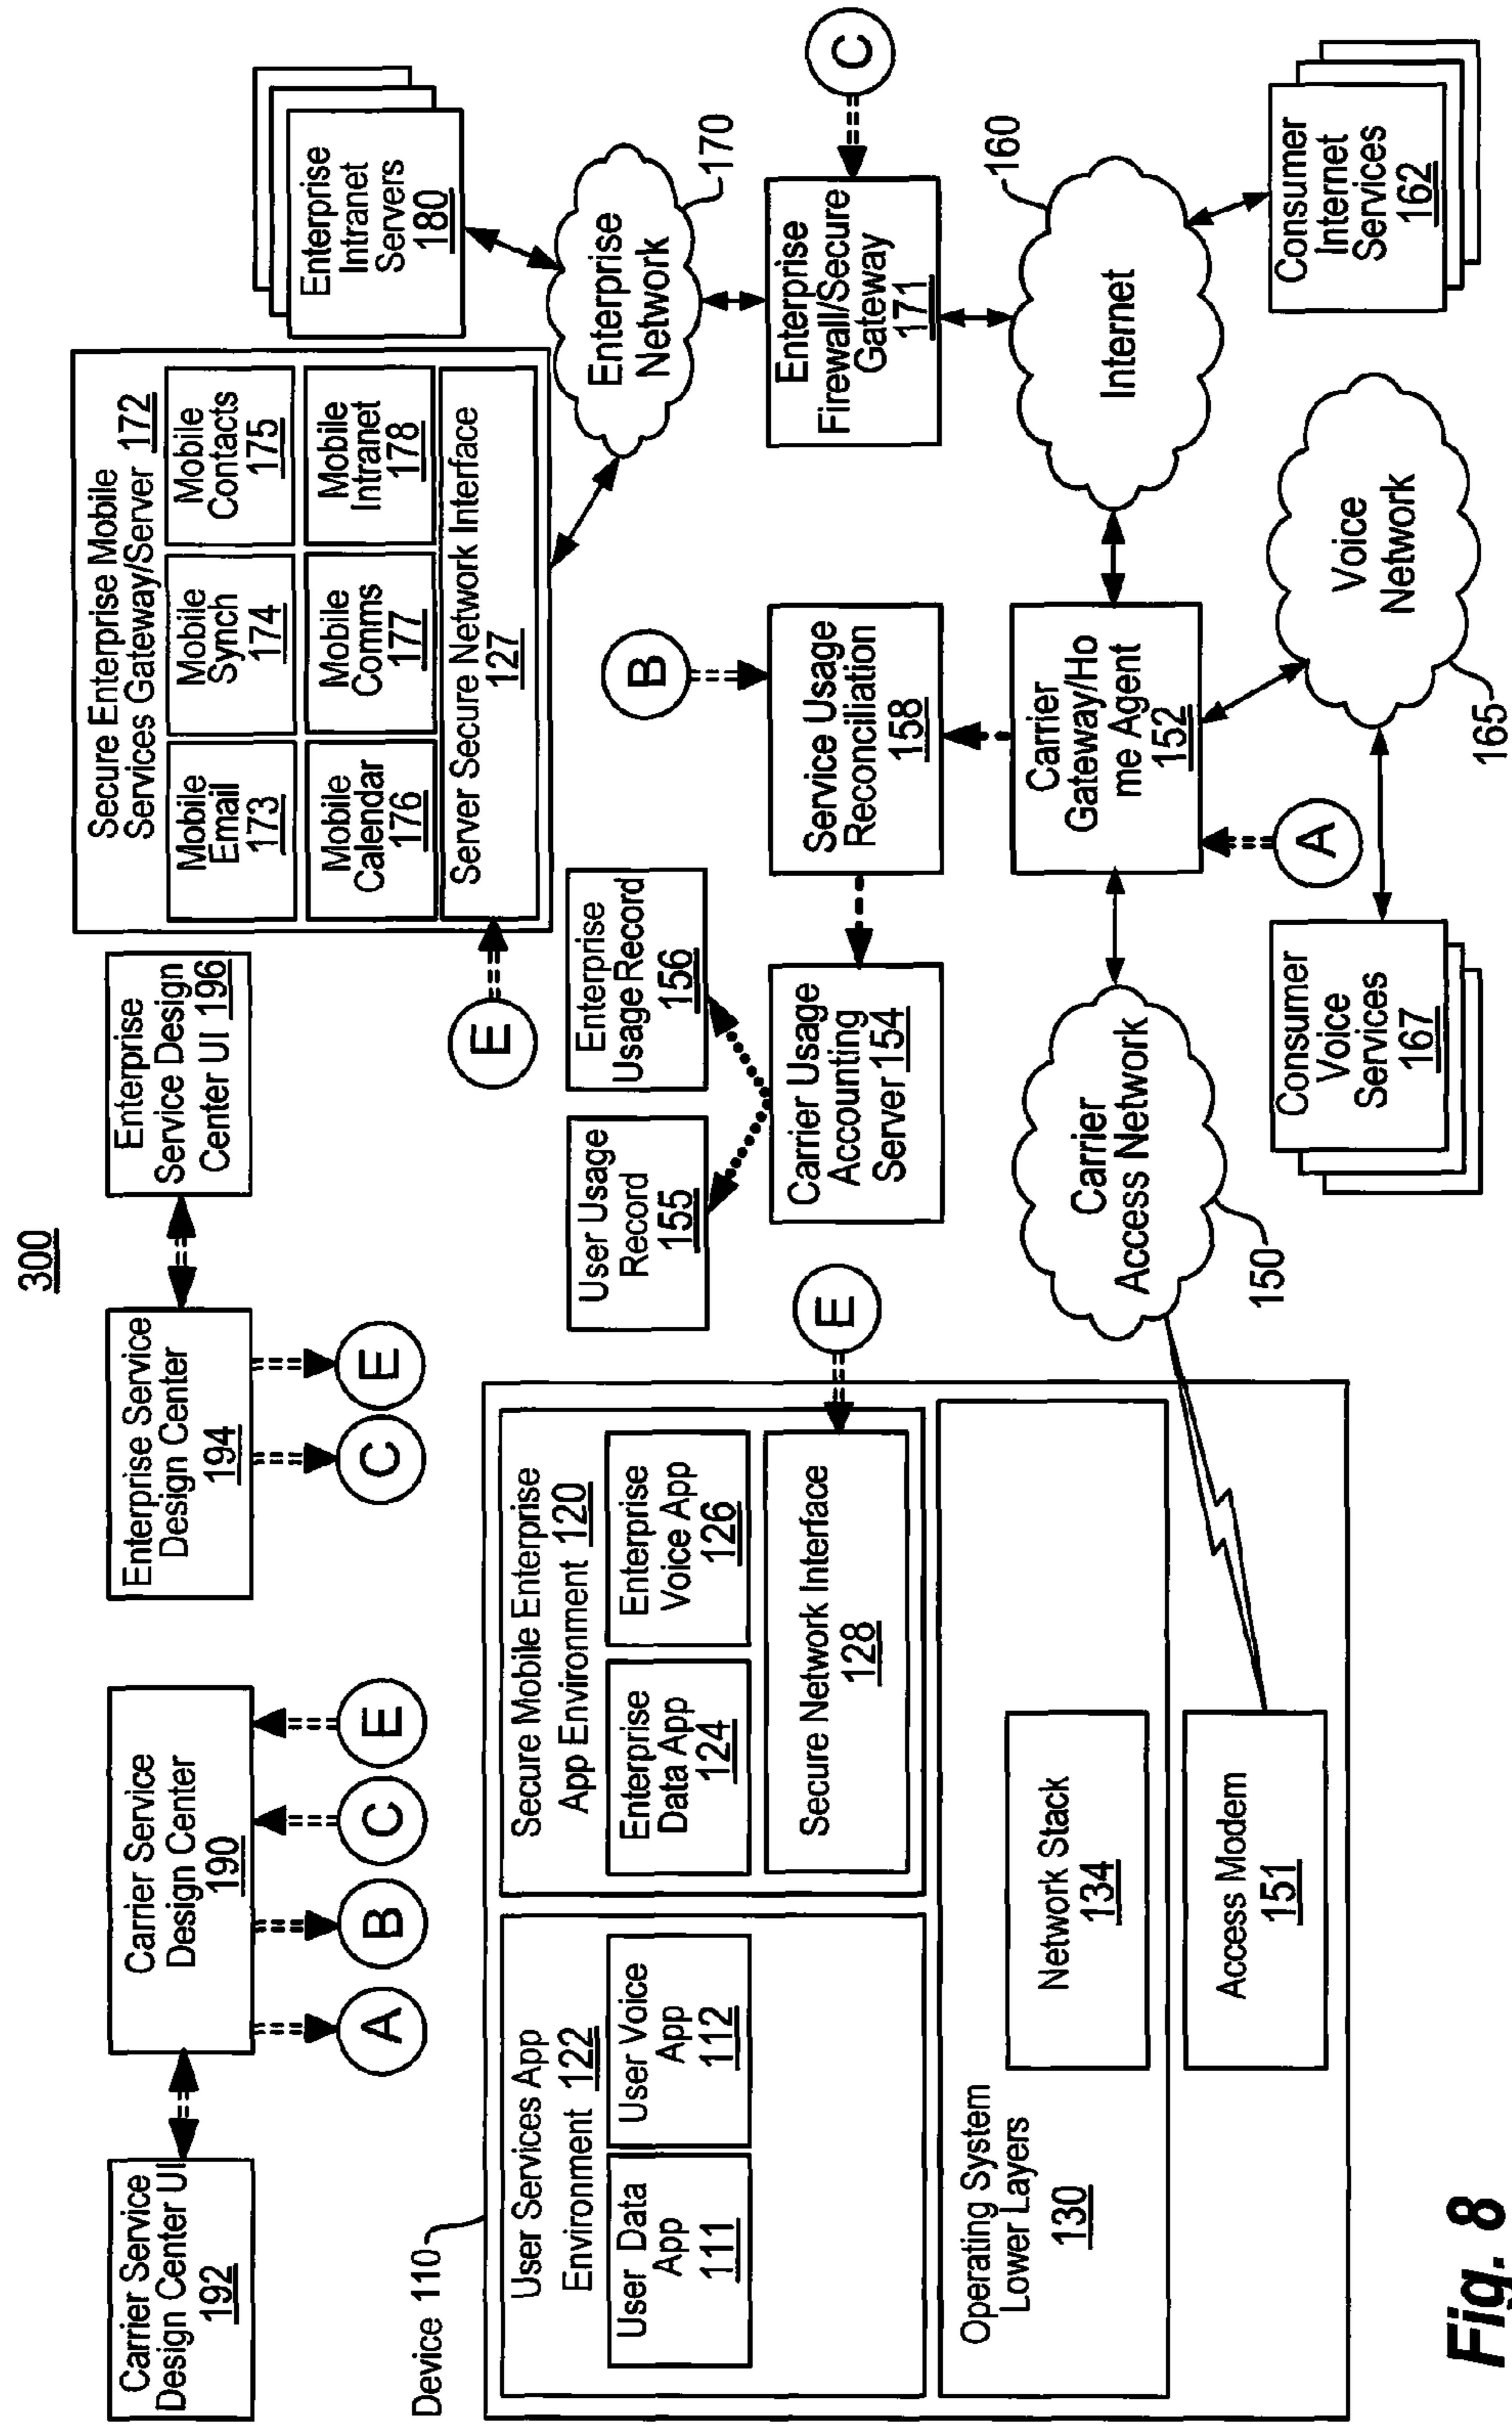 300
Carrier Service
Design Center UI
192
Carrier Service
Design Center
190
A
B
C
E
Enterprise Service
Design Center
194
C
E
Enterprise
Service Design
Center UI 196
Secure Enterprise Mobile
Services Gateway/Server 172
Mobile
Email
173
Mobile
Synch
174
Mobile
Contacts
175
Mobile
Calendar
176
Mobile
Comms
177
Mobile
Intranet
178
Server Secure Network Interface
127
E
Enterprise
Intranet
Servers
180
Enterprise
Network
170
Device 110
User Services App
Environment 122
User Data
App
111
User Voice
App
112
Secure Mobile Enterprise
App Environment 120
Enterprise
Data App
124
Enterprise
Voice App
126
Secure Network Interface
128
E
Operating System
Lower Layers
130
Network Stack
134
Access Modem
151
User Usage
Record
155
Enterprise
Usage Record
156
Carrier Usage
Accounting
Server 154
Service Usage
Reconciliation
158
B
Enterprise
Firewall/Secure
Gateway
171
C
Carrier
Access Network
150
Carrier
Gateway/Ho
me Agent
152
A
Internet
160
Voice
Network
165
Consumer
Voice
Services
167
Consumer
Internet
Services
162
Fig. 8